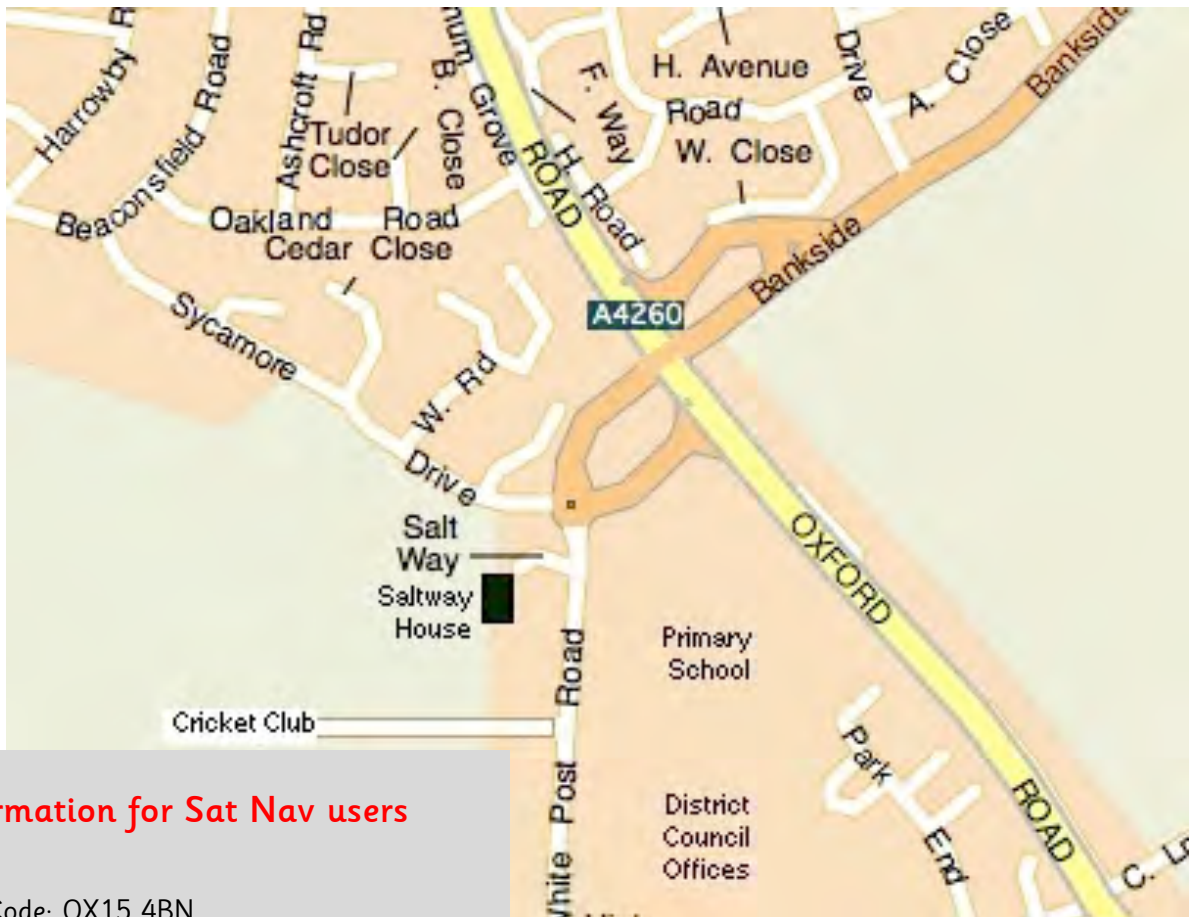 Harrowby R
Beaconsfield Road
Ashcroft Rd
Tudor
Close
B. Close
num Grove
ROAD
H. Road
F. Way
H. Avenue
Road
W. Close
Drive
A. Close
Bankside
Oakland Road
Cedar Close
Bankside
A4260
Sycamore
W. Rd
Drive
Salt
Way
Saltway
House
OXFORD
Primary
School
Cricket Club
White Post Road
Park
End
ROAD
District
Council
Offices
C.
rmation for Sat Nav users
Code: OX15 4BN